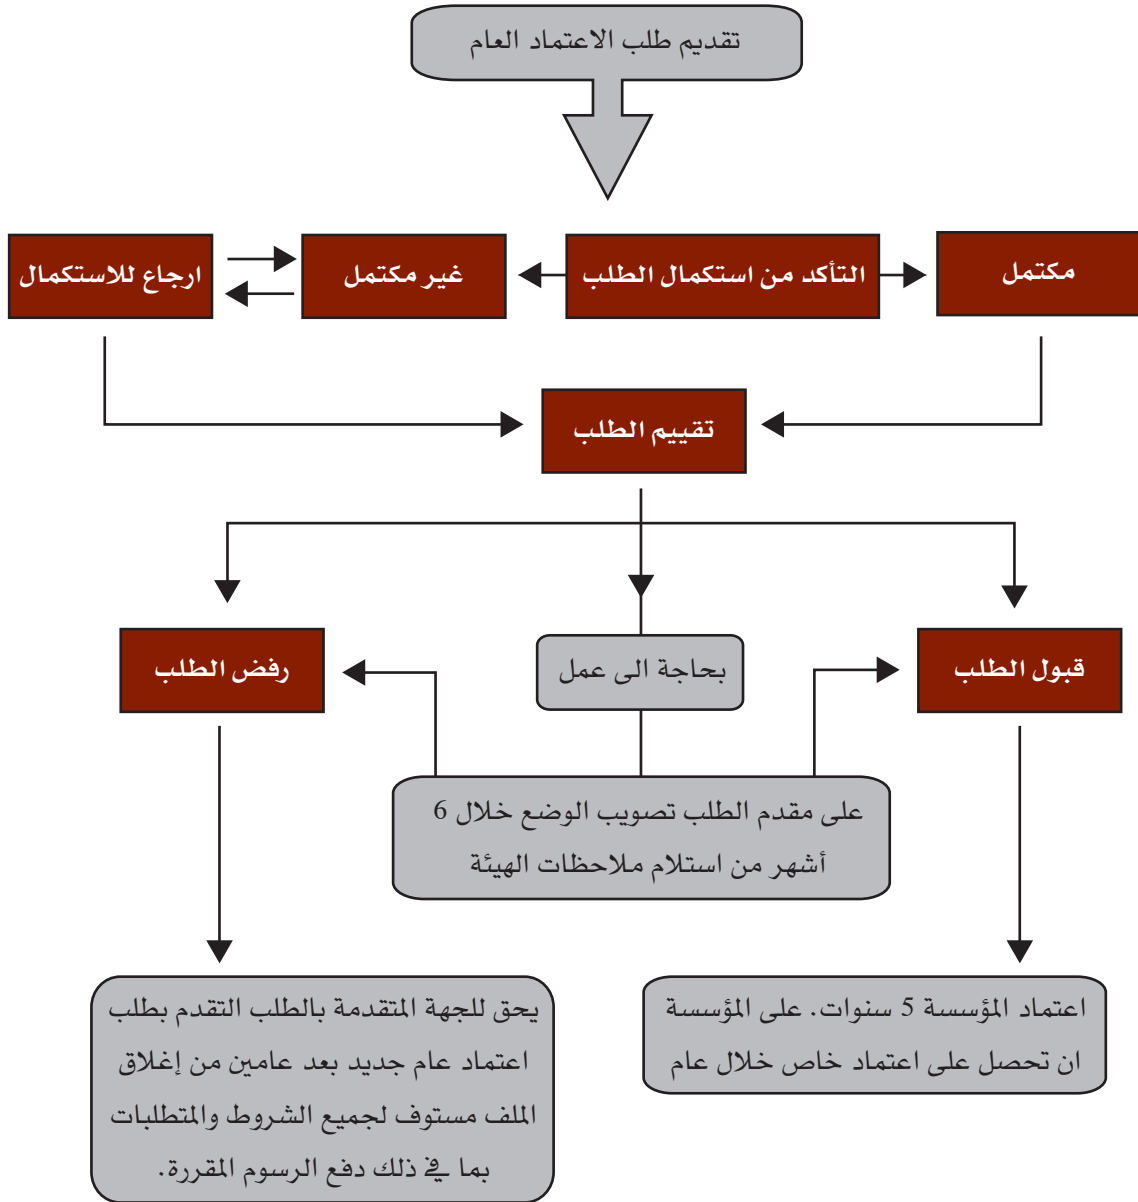 تقديم طلب الاعتماد العام
مكتمل
التأكد من استكمال الطلب
غير مكتمل
ارجاع للاستكمال
تقييم الطلب
قبول الطلب
بحاجة الى عمل
رفض الطلب
على مقدم الطلب تصويب الوضع خلال 6
أشهر من استلام ملاحظات الهيئة
اعتماد المؤسسة 5 سنوات. على المؤسسة
ان تحصل على اعتماد خاص خلال عام
يحق للجهة المتقدمة بالطلب التقدم بطلب
اعتماد عام جديد بعد عامين من إغلاق
الملف مستوف لجميع الشروط والمتطلبات
بما في ذلك دفع الرسوم المقررة.